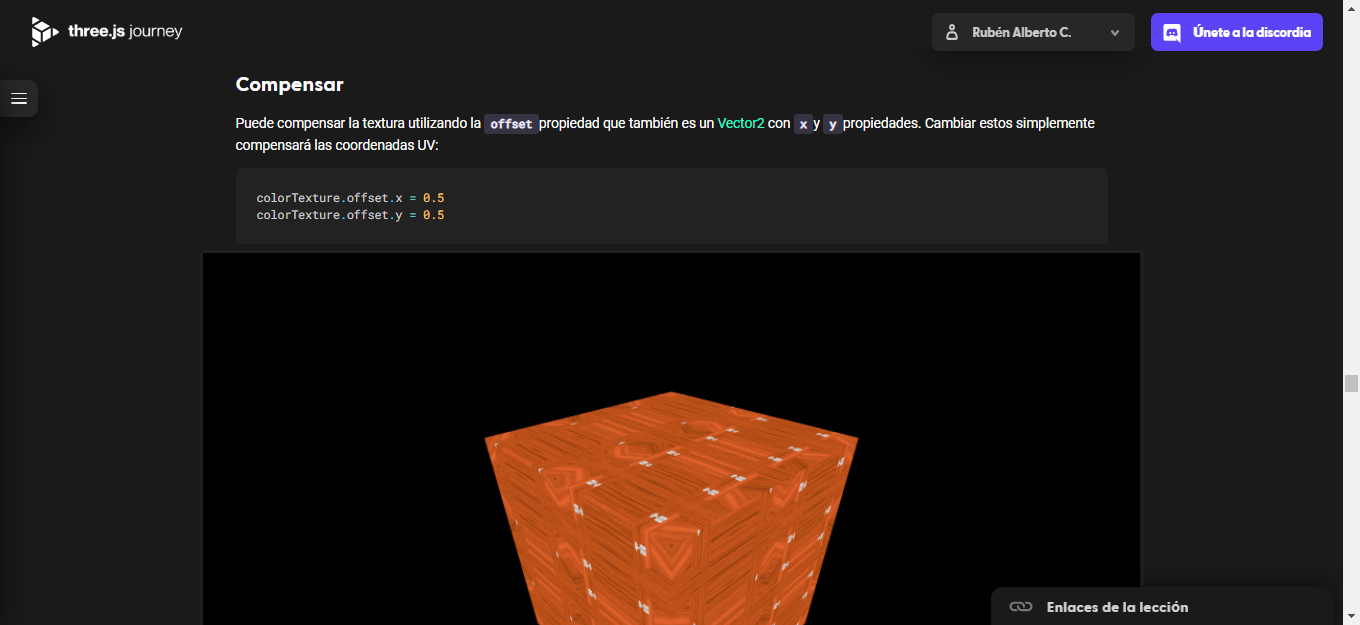 three.js journey
Rubén Alberto C.
Únete a la discordia
Compensar
Puede compensar la textura utilizando la offset propiedad que también es un Vector2 con x y y propiedades. Cambiar estos simplemente
compensará las coordenadas UV:
colorTexture.offset.x = 0.5
colorTexture.offset.y = 0.5
Enlaces de la lección